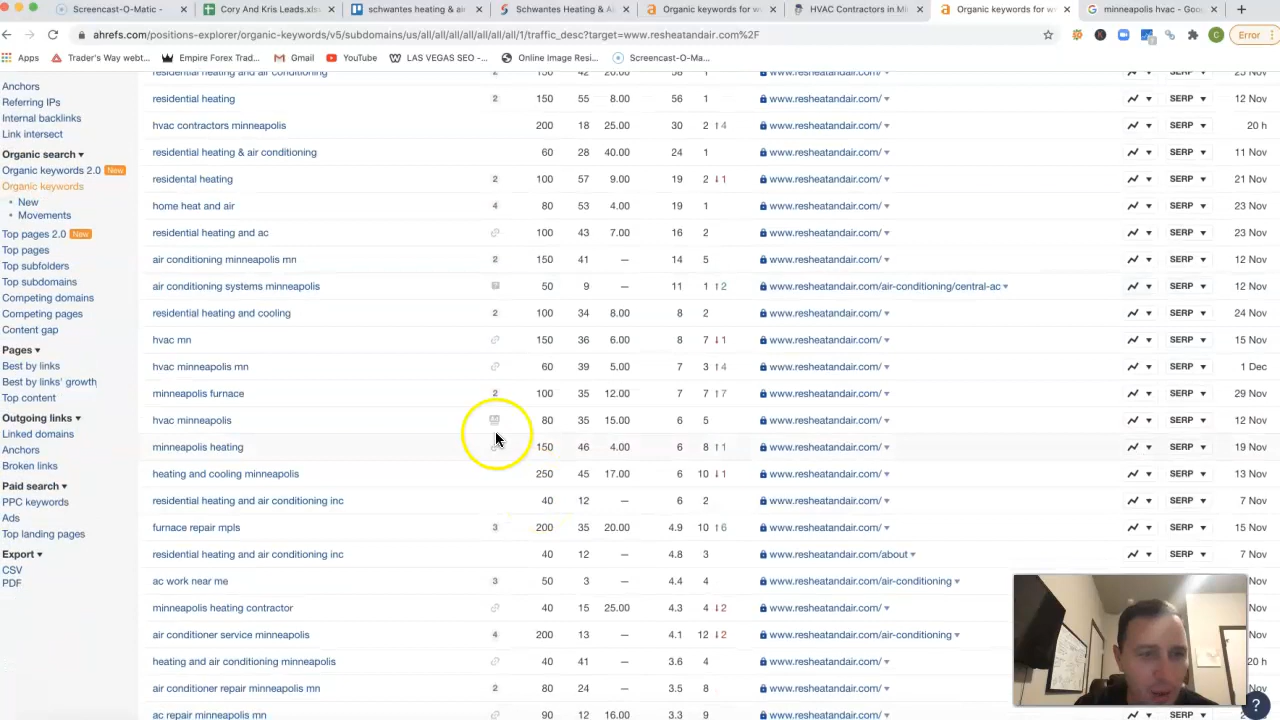 Screencast-O-Matic - Cory And Kris Leads.xls schwantes heating & ai Schwantes Heating & A Organic keywords for w HVAC Contractors in Mi Organic keywords for w minneapolis hvac - Goo
ahrefs.com/positions-explorer/organic-keywords/v5/subdomains/us/all/all/all/all/all/all/all/1/traffic_desc?target=www.resheatandair.com%2F Error
Apps Trader's Way webt... Empire Forex Trad... Gmail YouTube LAS VEGAS SEO -... Online Image Resi... Screencast-O-Ma...
Anchors
Referring IPs
Internal backlinks
Link intersect
Organic search
Organic keywords 2.0 New
Organic keywords
New
Movements
Top pages 2.0 New
Top pages
Top subfolders
Top subdomains
Competing domains
Competing pages
Content gap
Pages
Best by links
Best by links' growth
Top content
Outgoing links
Linked domains
Anchors
Broken links
Paid search
PPC keywords
Ads
Top landing pages
Export
CSV
PDF
residential heating and air conditioning 2 150 42 20.00 58 1 www.resheatandair.com/ SERP 25 Nov
residential heating 2 150 55 8.00 56 1 www.resheatandair.com/ SERP 12 Nov
hvac contractors minneapolis 200 18 25.00 30 2 ↑4 www.resheatandair.com/ SERP 20 h
residential heating & air conditioning 60 28 40.00 24 1 www.resheatandair.com/ SERP 11 Nov
residental heating 2 100 57 9.00 19 2 ↓1 www.resheatandair.com/ SERP 21 Nov
home heat and air 4 80 53 4.00 19 1 www.resheatandair.com/ SERP 23 Nov
residential heating and ac 100 43 7.00 16 2 www.resheatandair.com/ SERP 23 Nov
air conditioning minneapolis mn 2 150 41 — 14 5 www.resheatandair.com/ SERP 12 Nov
air conditioning systems minneapolis 50 9 — 11 1 ↑2 www.resheatandair.com/air-conditioning/central-ac SERP 12 Nov
residential heating and cooling 2 100 34 8.00 8 2 www.resheatandair.com/ SERP 24 Nov
hvac mn 150 36 6.00 8 7 ↓1 www.resheatandair.com/ SERP 15 Nov
hvac minneapolis mn 60 39 5.00 7 3 ↑4 www.resheatandair.com/ SERP 1 Dec
minneapolis furnace 2 100 35 12.00 7 7 ↑7 www.resheatandair.com/ SERP 29 Nov
hvac minneapolis 80 35 15.00 6 5 www.resheatandair.com/ SERP 12 Nov
minneapolis heating 150 46 4.00 6 8 ↑1 www.resheatandair.com/ SERP 19 Nov
heating and cooling minneapolis 250 45 17.00 6 10 ↓1 www.resheatandair.com/ SERP 13 Nov
residential heating and air conditioning inc 40 12 — 6 2 www.resheatandair.com/ SERP 7 Nov
furnace repair mpls 3 200 35 20.00 4.9 10 ↑6 www.resheatandair.com/ SERP 15 Nov
residential heating and air conditioning inc 40 12 — 4.8 3 www.resheatandair.com/about SERP 7 Nov
ac work near me 3 50 3 — 4.4 4 www.resheatandair.com/air-conditioning Nov
minneapolis heating contractor 40 15 25.00 4.3 4 ↓2 www.resheatandair.com/ Nov
air conditioner service minneapolis 4 200 13 — 4.1 12 ↓2 www.resheatandair.com/air-conditioning Nov
heating and air conditioning minneapolis 40 41 — 3.6 4 www.resheatandair.com/ 20 h
air conditioner repair minneapolis mn 2 80 24 — 3.5 8 www.resheatandair.com/ Nov
ac repair minneapolis mn 90 12 16.00 3.3 9 www.resheatandair.com/ Nov
?